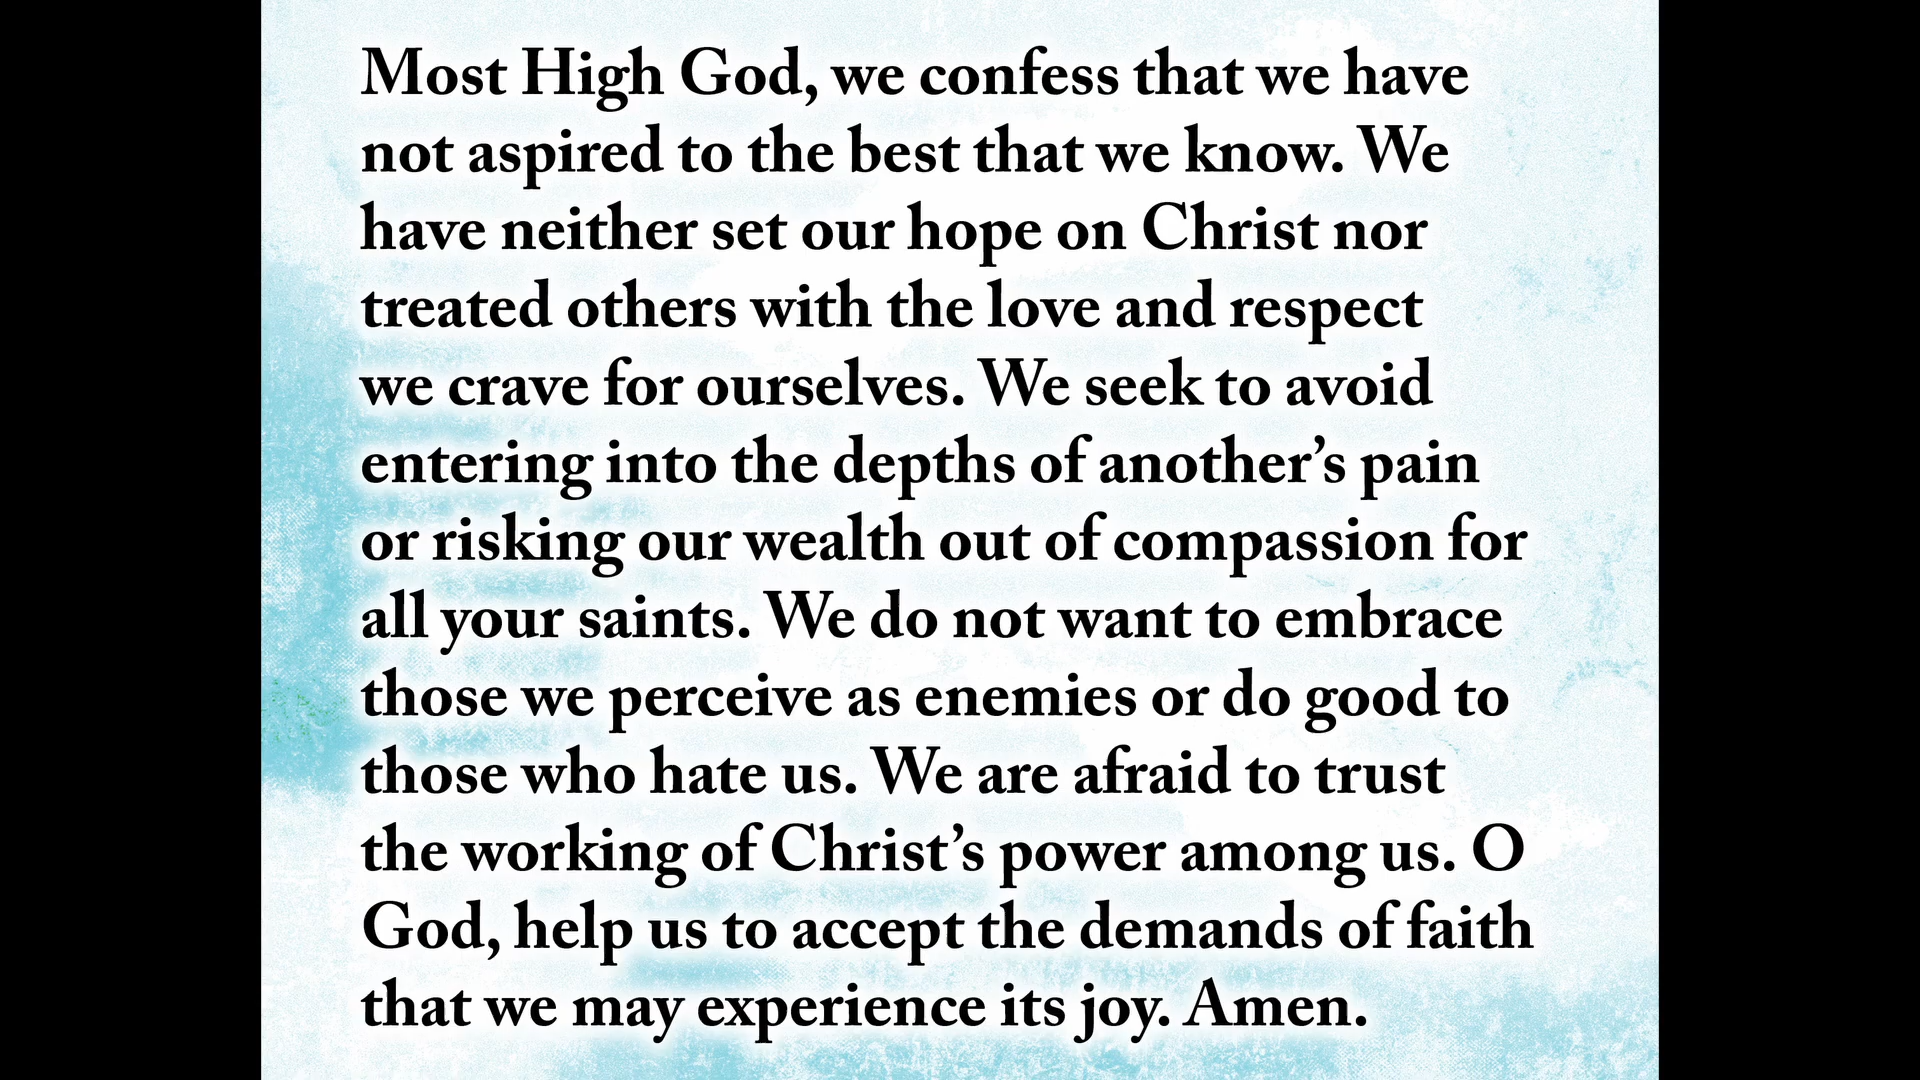 Most High God, we confess that we have
not aspired to the best that we know. We
have neither set our hope on Christ nor
treated others with the love and respect
we crave for ourselves. We seek to avoid
entering into the depths of another’s pain
or risking our wealth out of compassion for
all your saints. We do not want to embrace
those we perceive as enemies or do good to
those who hate us. We are afraid to trust
the working of Christ’s power among us. O
God, help us to accept the demands of faith
that we may experience its joy. Amen.